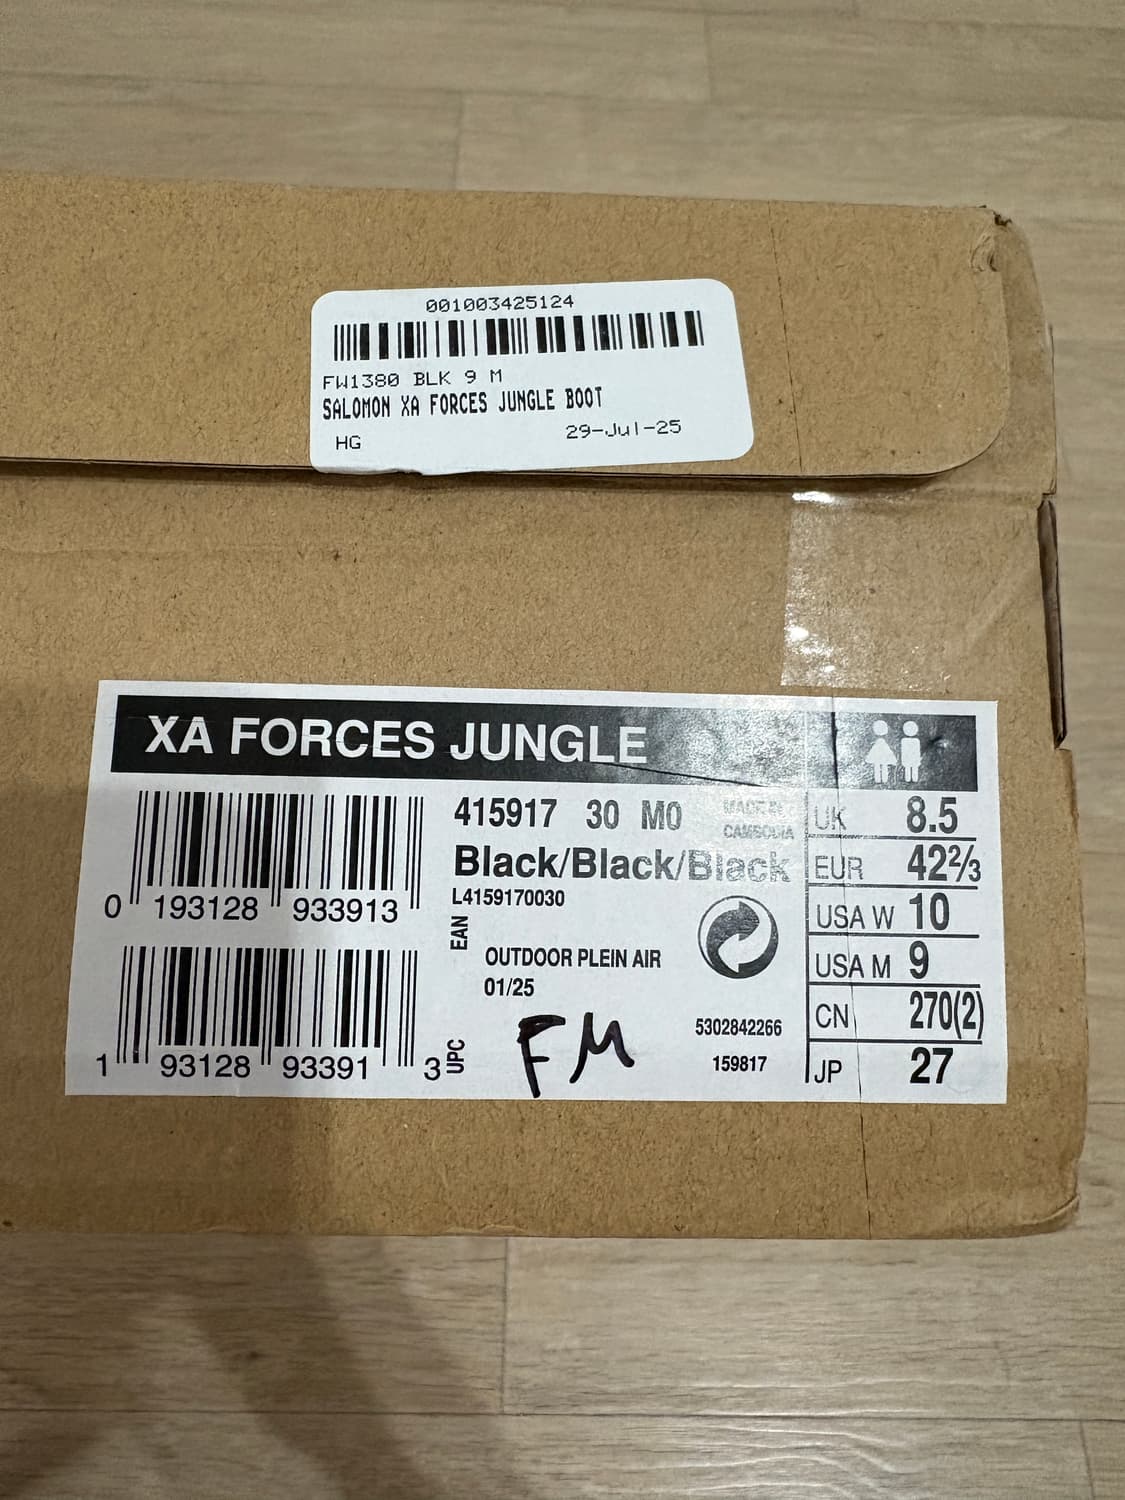 001003425124
FW1380 BLK 9 M
SALOMON XA FORCES JUNGLE BOOT
HG 29-Jul-25
XA FORCES JUNGLE
415917 30 M0
MADE IN
CAMBODIA
Black/Black/Black
L4159170030
0 193128 933913
EAN
OUTDOOR PLEIN AIR
01/25
FM
5302842266
159817
1 93128 93391 3
UPC
UK 8.5
EUR 42⅔
USA W 10
USA M 9
CN 270(2)
JP 27